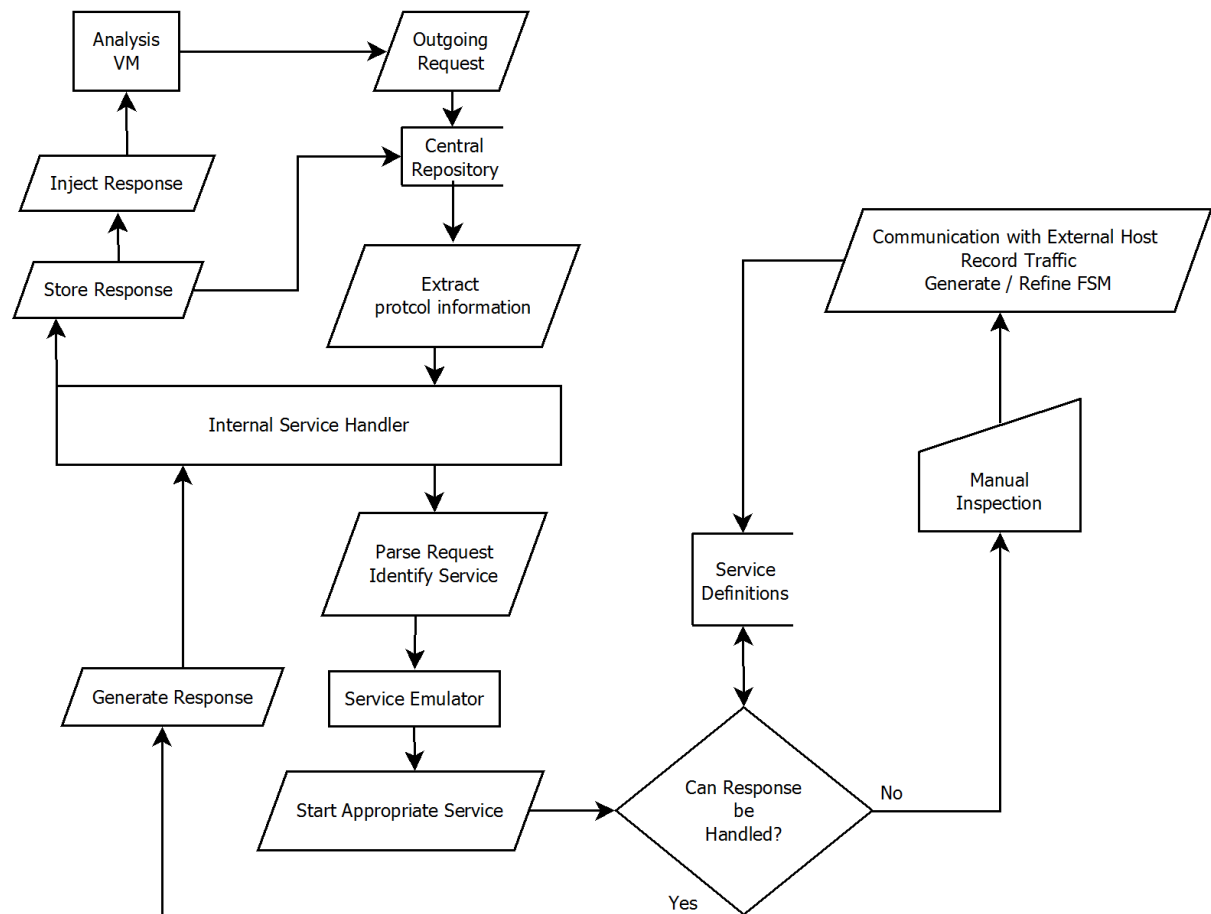 Analysis
VM
Outgoing
Request
Central
Repository
Inject Response
Store Response
Extract
protcol information
Communication with External Host
Record Traffic
Generate / Refine FSM
Internal Service Handler
Manual
Inspection
Parse Request
Identify Service
Service
Definitions
Generate Response
Service Emulator
Start Appropriate Service
Can Response
be
Handled?
No
Yes